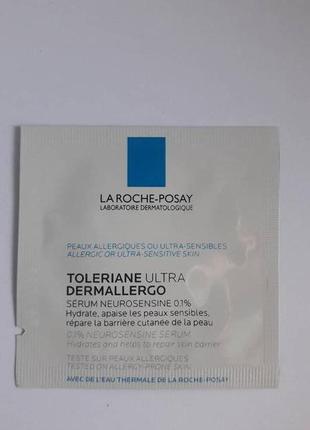 LA ROCHE-POSAY
LABORATOIRE DERMATOLOGIQUE
PEAUX ALLERGIQUES OU ULTRA-SENSIBLES
ALLERGIC OR ULTRA-SENSITIVE SKIN
TOLERIANE ULTRA
DERMALLERGO
SÉRUM NEUROSENSINE 0.1%
Hydrate, apaise les peaux sensibles,
répare la barrière cutanée de la peau
0.1% NEUROSENSINE SERUM
Hydrates and helps to repair skin barrier
TESTÉ SUR PEAUX ALLERGIQUES
TESTED ON ALLERGY-PRONE SKIN
AVEC DE L'EAU THERMALE DE LA ROCHE-POSAY